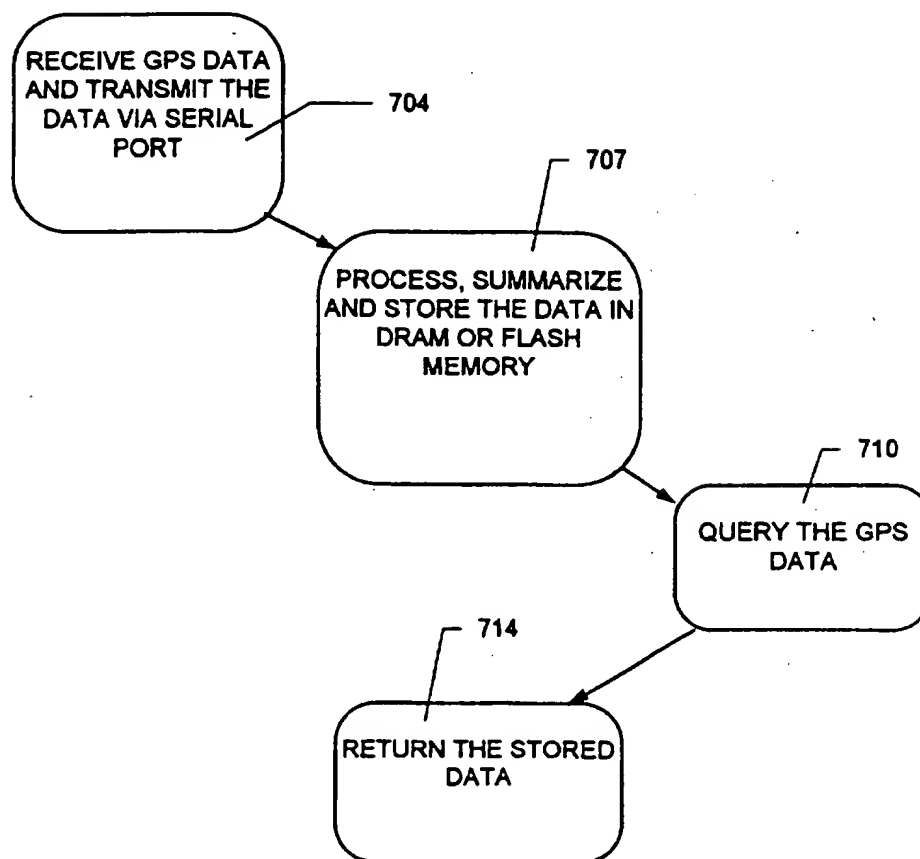 RECEIVE GPS DATA
AND TRANSMIT THE
DATA VIA SERIAL
PORT
704
707
PROCESS, SUMMARIZE
AND STORE THE DATA IN
DRAM OR FLASH
MEMORY
710
QUERY THE GPS
DATA
714
RETURN THE STORED
DATA